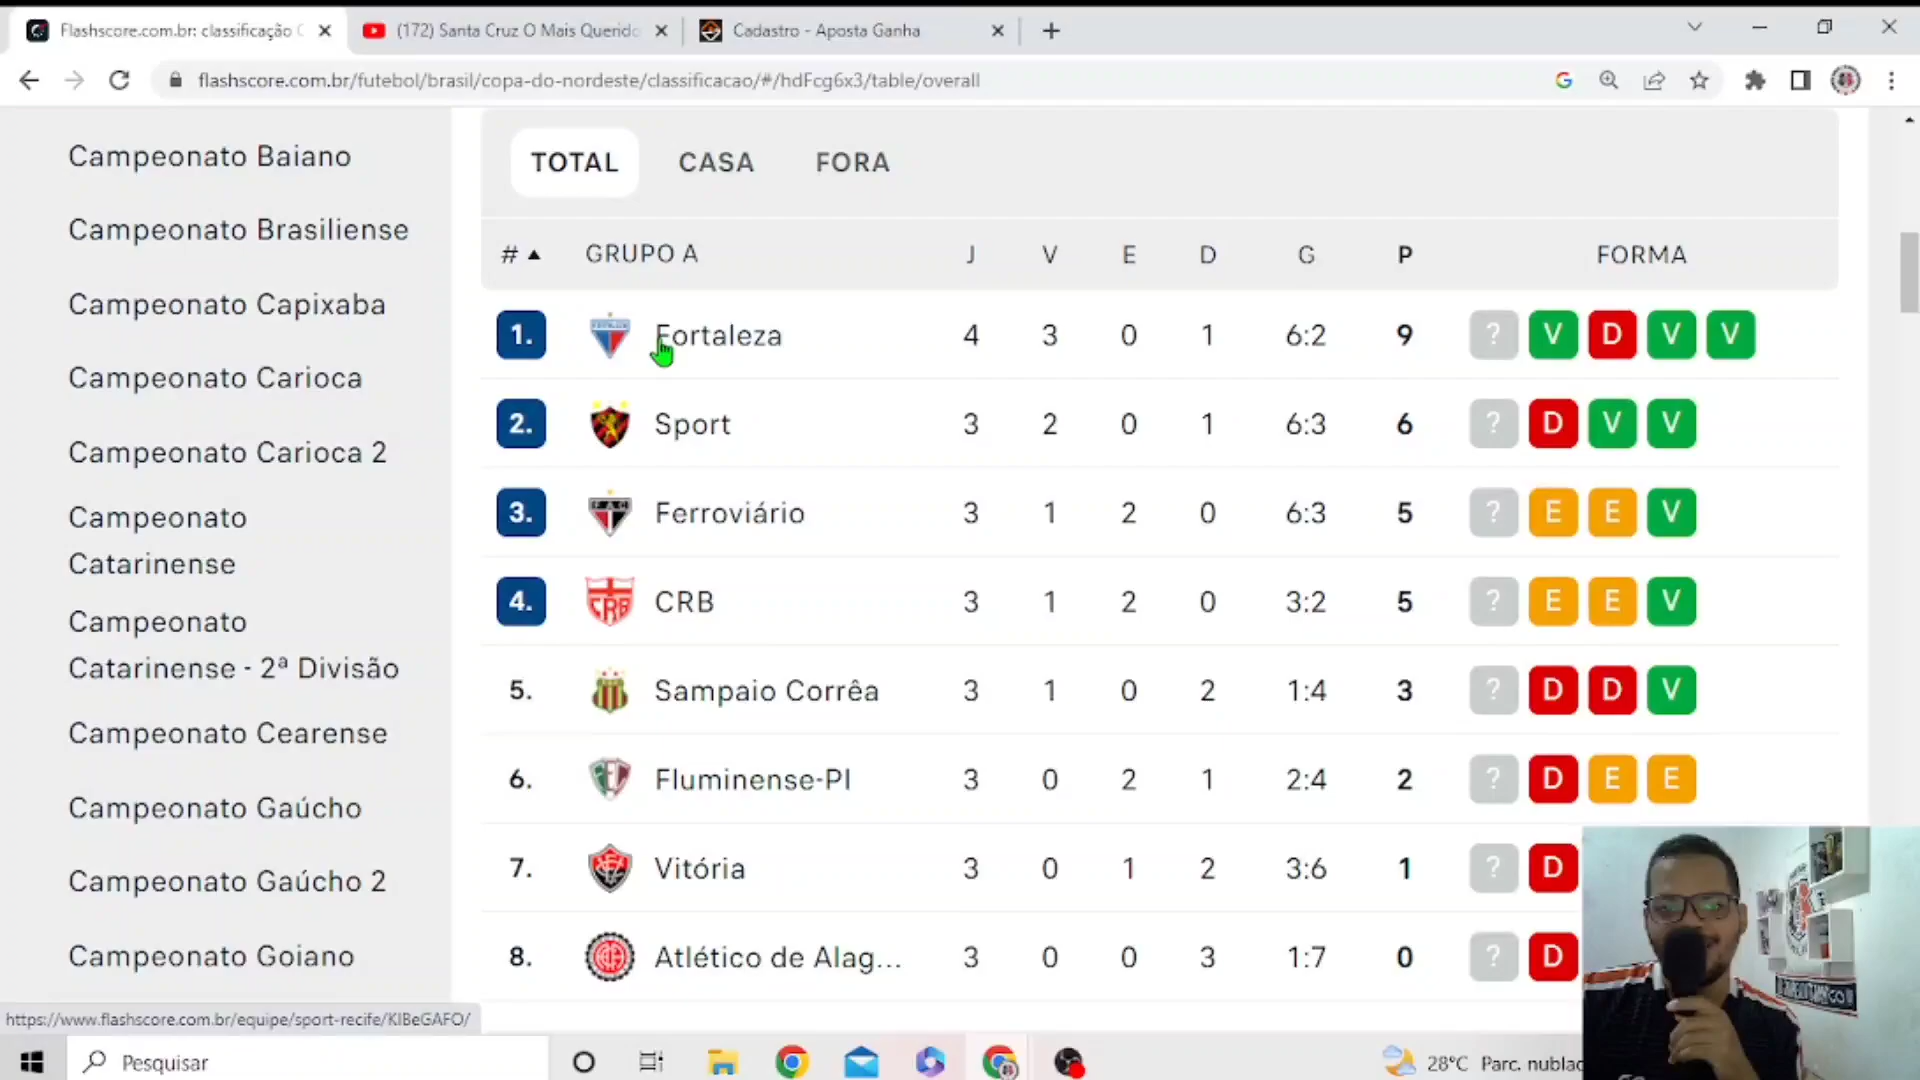 Flashscore.com.br: classificação C
(172) Santa Cruz O Mais Querido
Cadastro - Aposta Ganha
flashscore.com.br/futebol/brasil/copa-do-nordeste/classificacao/#/hdFcg6x3/table/overall
Campeonato Baiano
Campeonato Brasiliense
Campeonato Capixaba
Campeonato Carioca
Campeonato Carioca 2
Campeonato
Catarinense
Campeonato
Catarinense - 2ª Divisão
Campeonato Cearense
Campeonato Gaúcho
Campeonato Gaúcho 2
Campeonato Goiano
TOTAL CASA FORA
# GRUPO A J V E D G P FORMA
1. Fortaleza 4 3 0 1 6:2 9 ? V D V V
2. Sport 3 2 0 1 6:3 6 ? D V V
3. Ferroviário 3 1 2 0 6:3 5 ? E E V
4. CRB 3 1 2 0 3:2 5 ? E E V
5. Sampaio Corrêa 3 1 0 2 1:4 3 ? D D V
6. Fluminense-PI 3 0 2 1 2:4 2 ? D E E
7. Vitória 3 0 1 2 3:6 1 ? D
8. Atlético de Alag... 3 0 0 3 1:7 0 ? D
https://www.flashscore.com.br/equipe/sport-recife/KIBeGAFO/
Pesquisar
28°C Parc. nublad